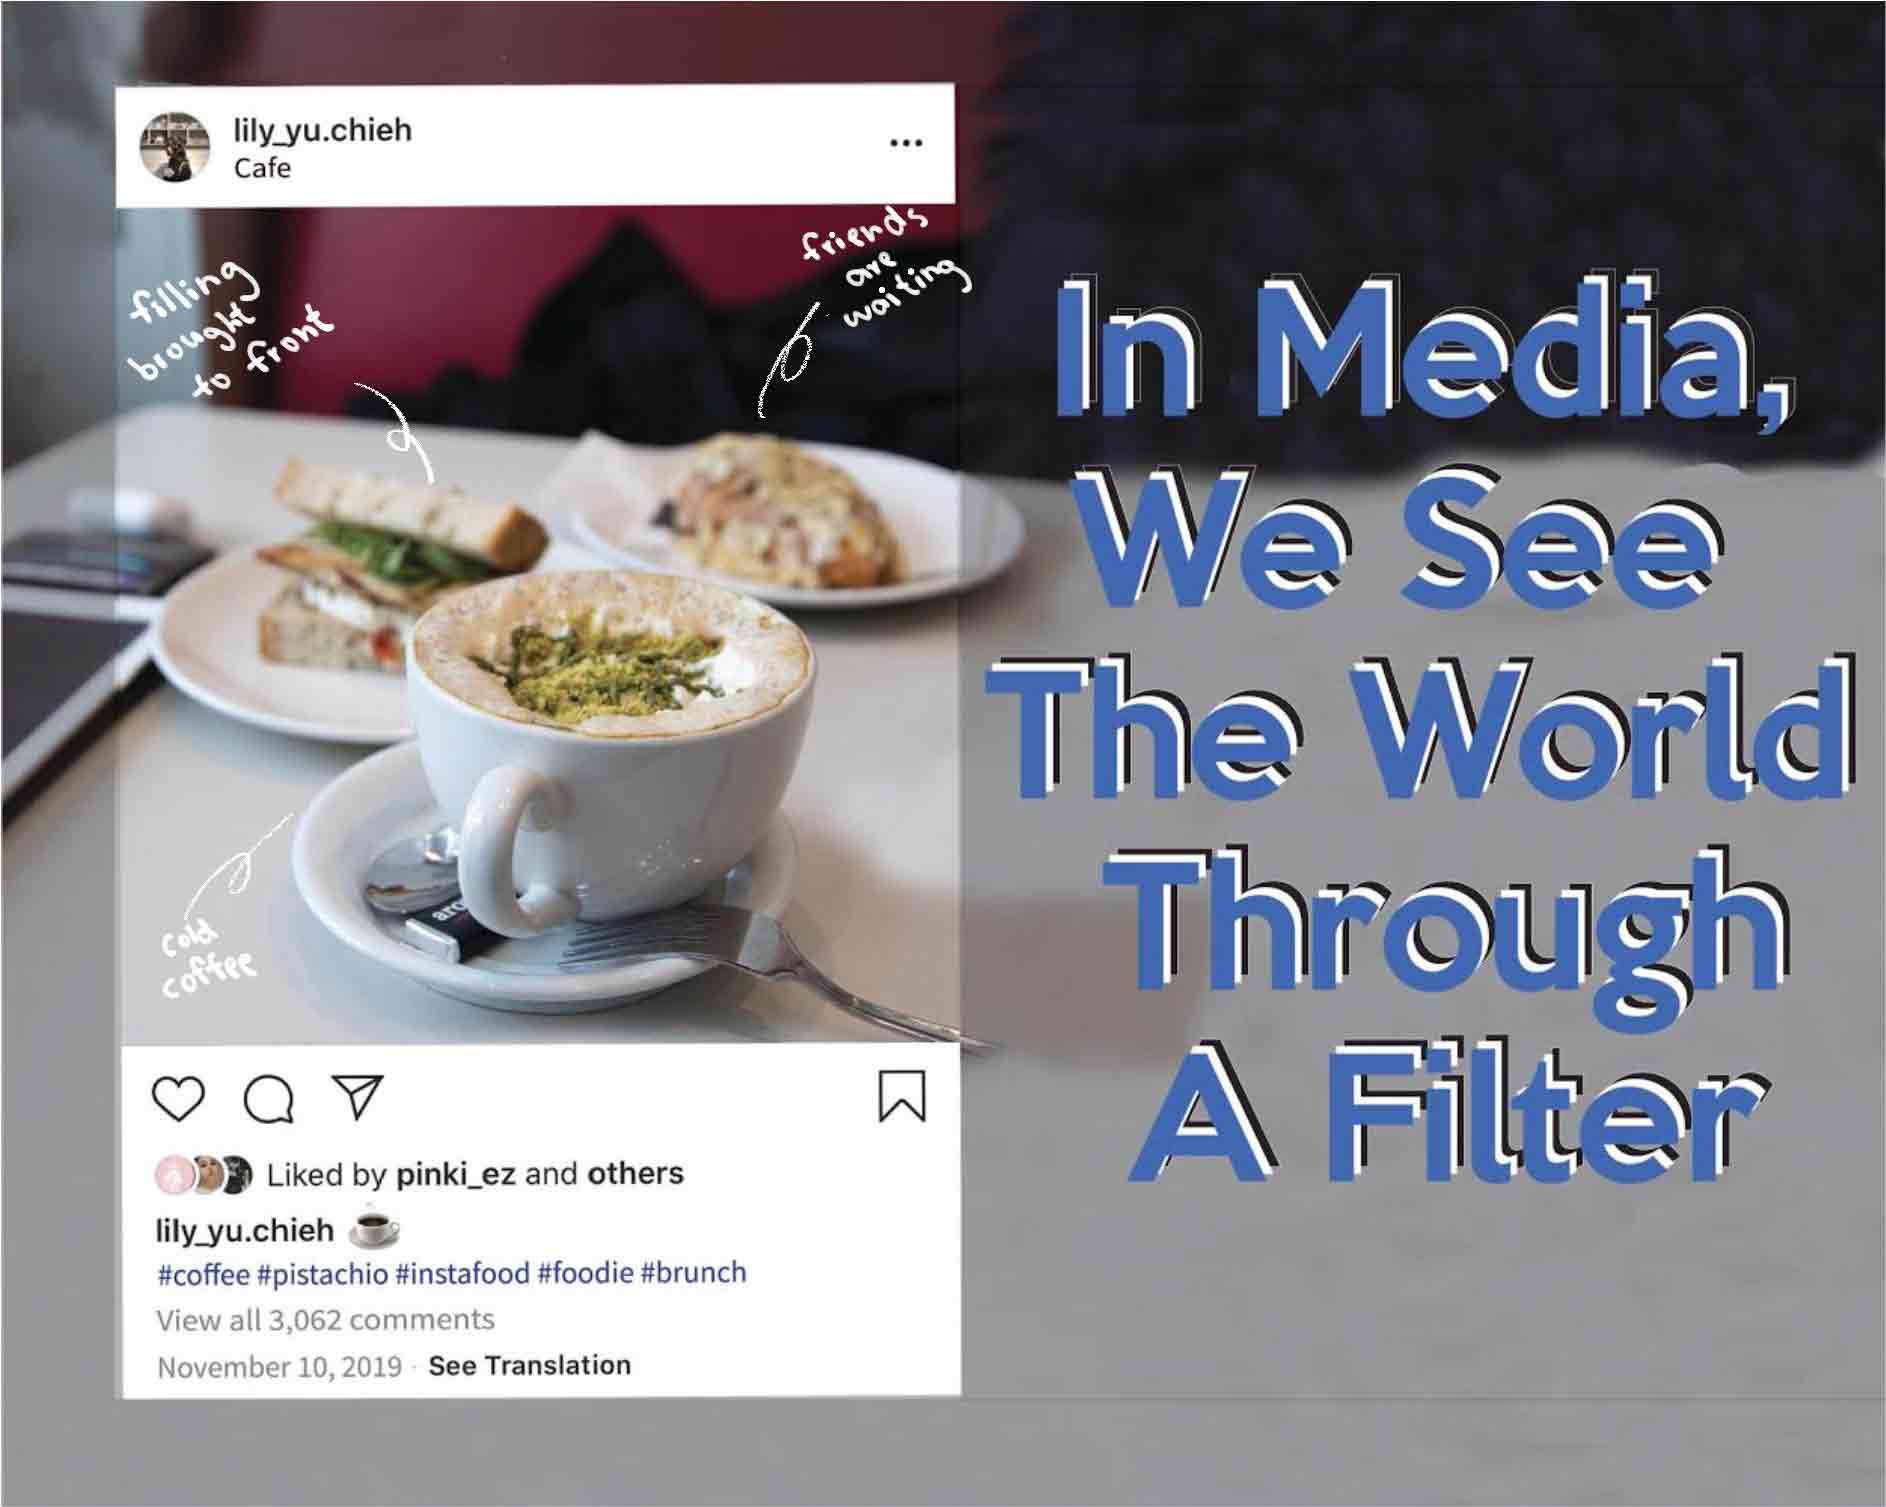 lily_yu.chieh
Cafe
filling
brought
to front
friends
are
waiting
cold
coffee
Liked by pinki_ez and others
lily_yu.chieh
#coffee #pistachio #instafood #foodie #brunch
View all 3,062 comments
November 10, 2019 · See Translation
In Media,
We See
The World
Through
A Filter